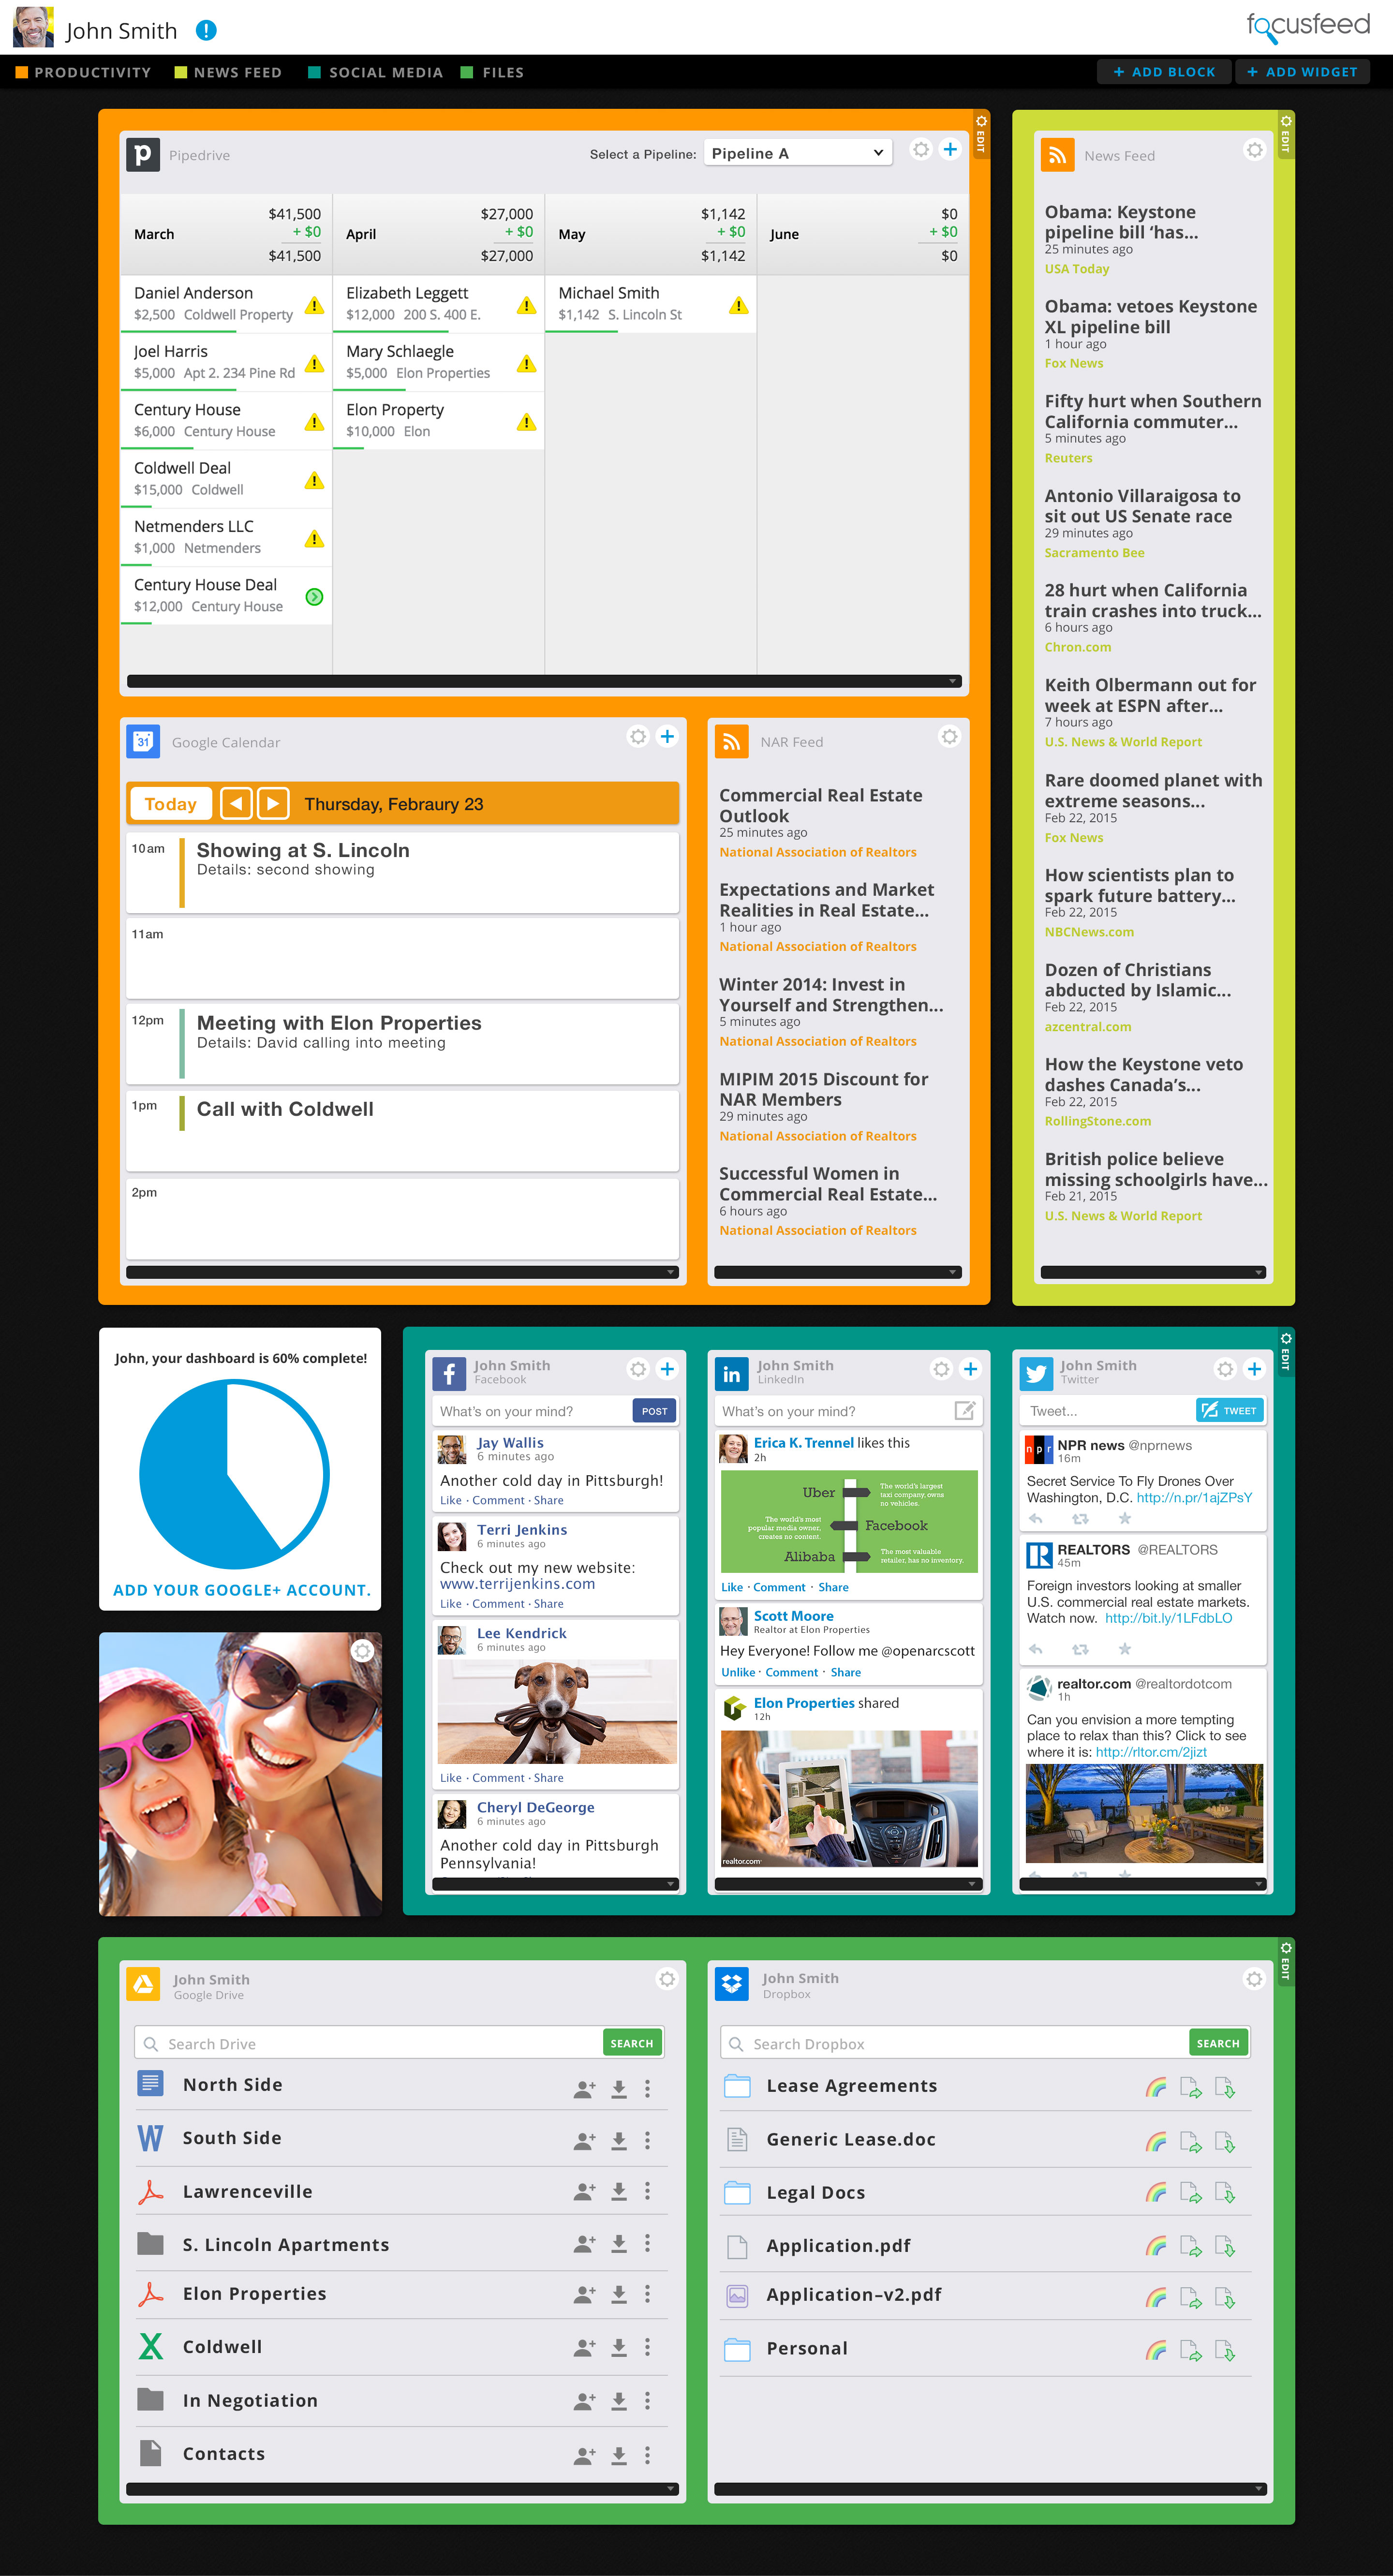 John Smith
focusfeed
PRODUCTIVITY
NEWS FEED
SOCIAL MEDIA
FILES
+ ADD BLOCK
+ ADD WIDGET
EDIT
Pipedrive
Select a Pipeline:
Pipeline A
March
$41,500
+ $0
$41,500
April
$27,000
+ $0
$27,000
May
$1,142
+ $0
$1,142
June
$0
+ $0
$0
Daniel Anderson
$2,500 Coldwell Property
Joel Harris
$5,000 Apt 2. 234 Pine Rd
Century House
$6,000 Century House
Coldwell Deal
$15,000 Coldwell
Netmenders LLC
$1,000 Netmenders
Century House Deal
$12,000 Century House
Elizabeth Leggett
$12,000 200 S. 400 E.
Mary Schlaegle
$5,000 Elon Properties
Elon Property
$10,000 Elon
Michael Smith
$1,142 S. Lincoln St
31
Google Calendar
Today
Thursday, Febraury 23
10am
Showing at S. Lincoln
Details: second showing
11am
12pm
Meeting with Elon Properties
Details: David calling into meeting
1pm
Call with Coldwell
2pm
NAR Feed
Commercial Real Estate
Outlook
25 minutes ago
National Association of Realtors
Expectations and Market
Realities in Real Estate...
1 hour ago
National Association of Realtors
Winter 2014: Invest in
Yourself and Strengthen...
5 minutes ago
National Association of Realtors
MIPIM 2015 Discount for
NAR Members
29 minutes ago
National Association of Realtors
Successful Women in
Commercial Real Estate...
6 hours ago
National Association of Realtors
EDIT
News Feed
Obama: Keystone
pipeline bill ‘has...
25 minutes ago
USA Today
Obama: vetoes Keystone
XL pipeline bill
1 hour ago
Fox News
Fifty hurt when Southern
California commuter...
5 minutes ago
Reuters
Antonio Villaraigosa to
sit out US Senate race
29 minutes ago
Sacramento Bee
28 hurt when California
train crashes into truck...
6 hours ago
Chron.com
Keith Olbermann out for
week at ESPN after...
7 hours ago
U.S. News & World Report
Rare doomed planet with
extreme seasons...
Feb 22, 2015
Fox News
How scientists plan to
spark future battery...
Feb 22, 2015
NBCNews.com
Dozen of Christians
abducted by Islamic...
Feb 22, 2015
azcentral.com
How the Keystone veto
dashes Canada’s...
Feb 22, 2015
RollingStone.com
British police believe
missing schoolgirls have...
Feb 21, 2015
U.S. News & World Report
John, your dashboard is 60% complete!
ADD YOUR GOOGLE+ ACCOUNT.
EDIT
John Smith
Facebook
What’s on your mind?
POST
Jay Wallis
6 minutes ago
Another cold day in Pittsburgh!
Like · Comment · Share
Terri Jenkins
6 minutes ago
Check out my new website:
www.terrijenkins.com
Like · Comment · Share
Lee Kendrick
6 minutes ago
Like · Comment · Share
Cheryl DeGeorge
6 minutes ago
Another cold day in Pittsburgh
Pennsylvania!
John Smith
LinkedIn
What’s on your mind?
Erica K. Trennel likes this
2h
Uber
The world's largest
taxi company, owns
no vehicles.
The world's most
popular media owner,
creates no content.
Facebook
Alibaba
The most valuable
retailer, has no inventory.
Like · Comment · Share
Scott Moore
Realtor at Elon Properties
Hey Everyone! Follow me @openarcscott
Unlike · Comment · Share
Elon Properties shared
12h
realtor.com
John Smith
Twitter
Tweet...
TWEET
npr
NPR news @nprnews
16m
Secret Service To Fly Drones Over
Washington, D.C. http://n.pr/1ajZPsY
REALTORS @REALTORS
45m
Foreign investors looking at smaller
U.S. commercial real estate markets.
Watch now. http://bit.ly/1LFdbLO
realtor.com @realtordotcom
1h
Can you envision a more tempting
place to relax than this? Click to see
where it is: http://rltor.cm/2jizt
EDIT
John Smith
Google Drive
Search Drive
SEARCH
North Side
South Side
Lawrenceville
S. Lincoln Apartments
Elon Properties
Coldwell
In Negotiation
Contacts
John Smith
Dropbox
Search Dropbox
SEARCH
Lease Agreements
Generic Lease.doc
Legal Docs
Application.pdf
Application-v2.pdf
Personal